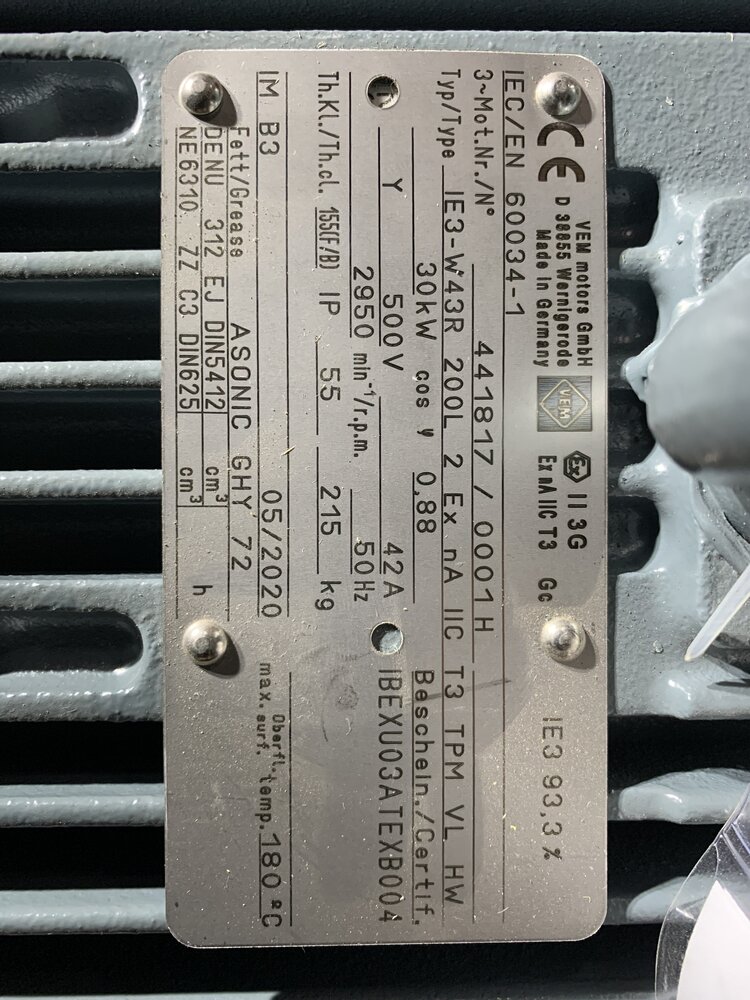 VEM motors GmbH
D 38855 Wernigerode
Made in Germany
CE
VEM
Ex II 3G
Ex nA IIC T3 Gc
IE3 93,3 %
IEC/EN 60034-1
3~Mot.Nr./N° 441817 / 0001H
Typ/Type IE3-W43R 200L 2 Ex nA IIC T3 TPM VL HW
30kW cos φ 0,88 Beschein./Certif.
Y 500V 42A IBEXU03ATEXB004
2950 min⁻¹/r.p.m. 50Hz
Th.Kl./Th.cl. 155(F/B) IP 55 215 kg
IM B3 05/2020 Oberfl.-
max. surf. temp. 180 ºC
Fett/Grease ASONIC GHY 72
DENU 312 EJ DIN5412 cm³
NE6310 ZZ C3 DIN625 cm³ h